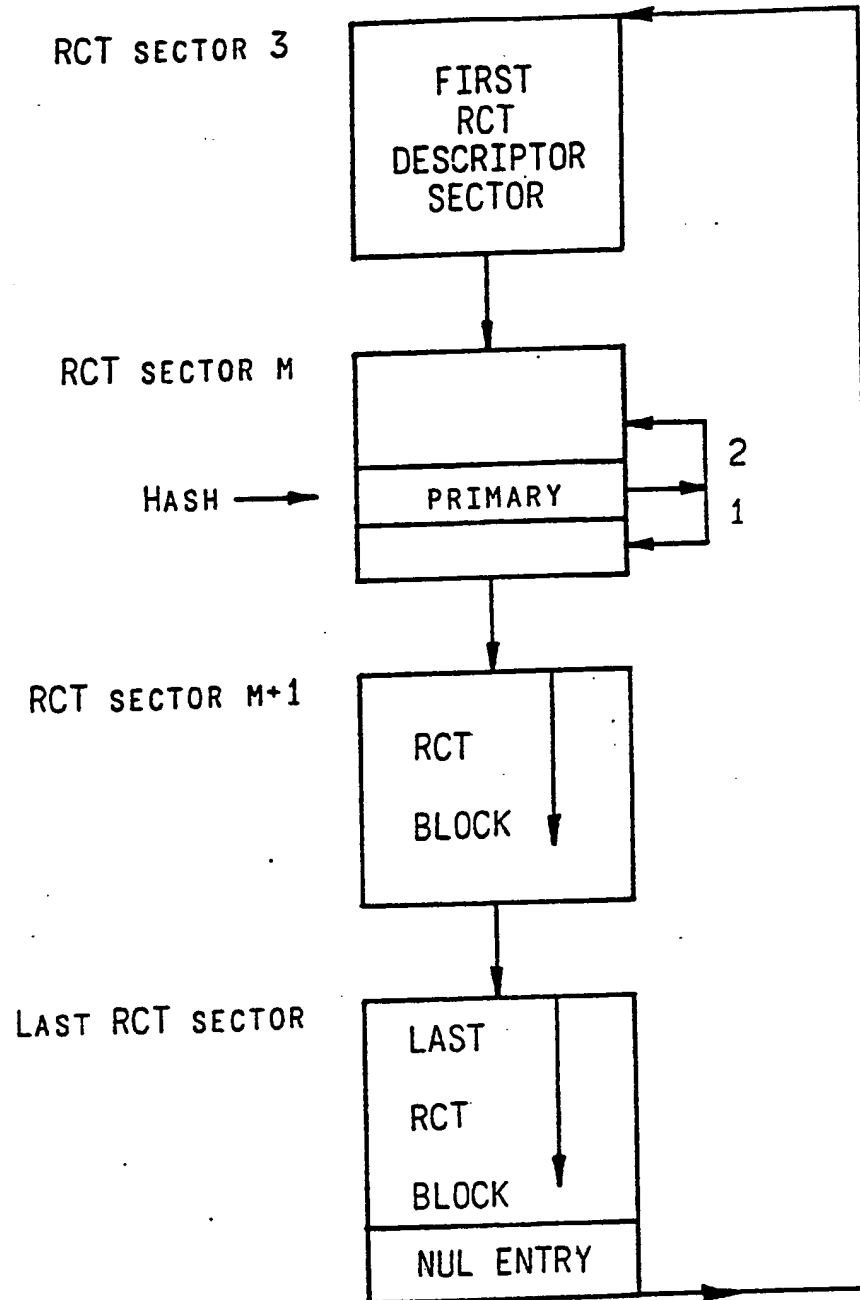 RCT SECTOR 3
FIRST
RCT
DESCRIPTOR
SECTOR
RCT SECTOR M
2
HASH
PRIMARY
1
RCT SECTOR M+1
RCT
BLOCK
LAST RCT SECTOR
LAST
RCT
BLOCK
NUL ENTRY